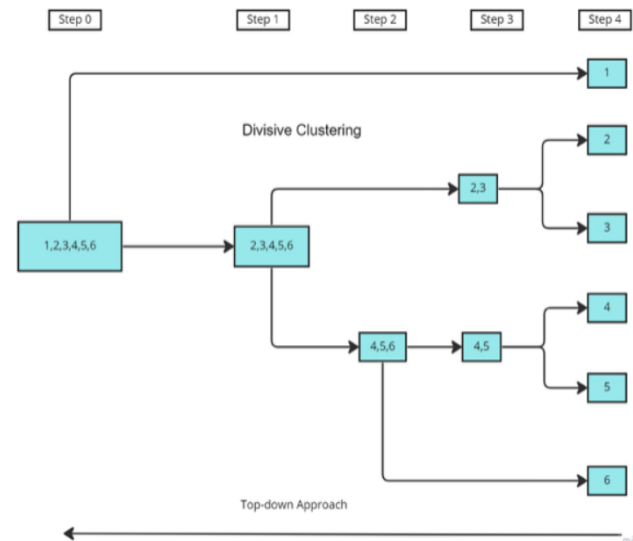 Step 0
Step 1
Step 2
Step 3
Step 4
1
Divisive Clustering
2
2,3
3
1,2,3,4,5,6
2,3,4,5,6
4
4,5,6
4,5
5
6
Top-down Approach